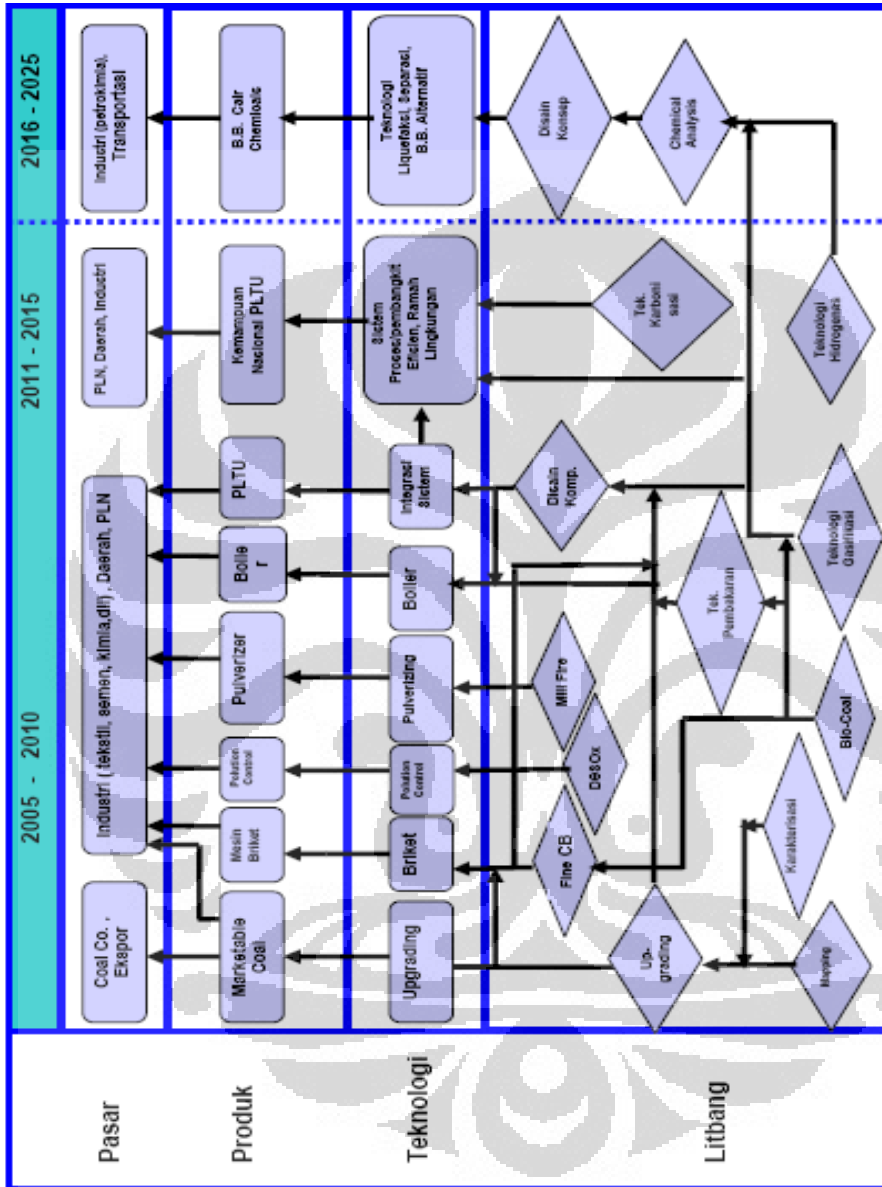 2005 - 2010
2011 - 2015
2016 - 2025
Pasar
Coal Co. ,
Ekspor
Industri ( tekstil, semen, kimia,dll) , Daerah, PLN
PLN, Daerah, Industri
Industri (petrokimia),
Transportasi
Produk
Marketable
Coal
Mesin
Briket
Polution
Control
Pulverizer
Boile
r
PLTU
Kemampuan
Nasional PLTU
B.B. Cair
Chemicals
Teknologi
Upgrading
Briket
Polution
Control
Pulverizing
Boiler
Integrasi
Sistem
Sistem
Proses/pembangkit
Efisien, Ramah
Lingkungan
Teknologi
Liquefaksi, Separasi,
B.B. Alternatif
Litbang
Up-
grading
Fine CB
DeSOx
Mill Fire
Disain
Komp.
Tek.
Karboni
sasi
Disain
Konsep
Chemical
Analysis
Tek.
Pembakaran
Mapping
Karakterisasi
Bio-Coal
Teknologi
Gasifikasi
Teknologi
Hidrogenasi